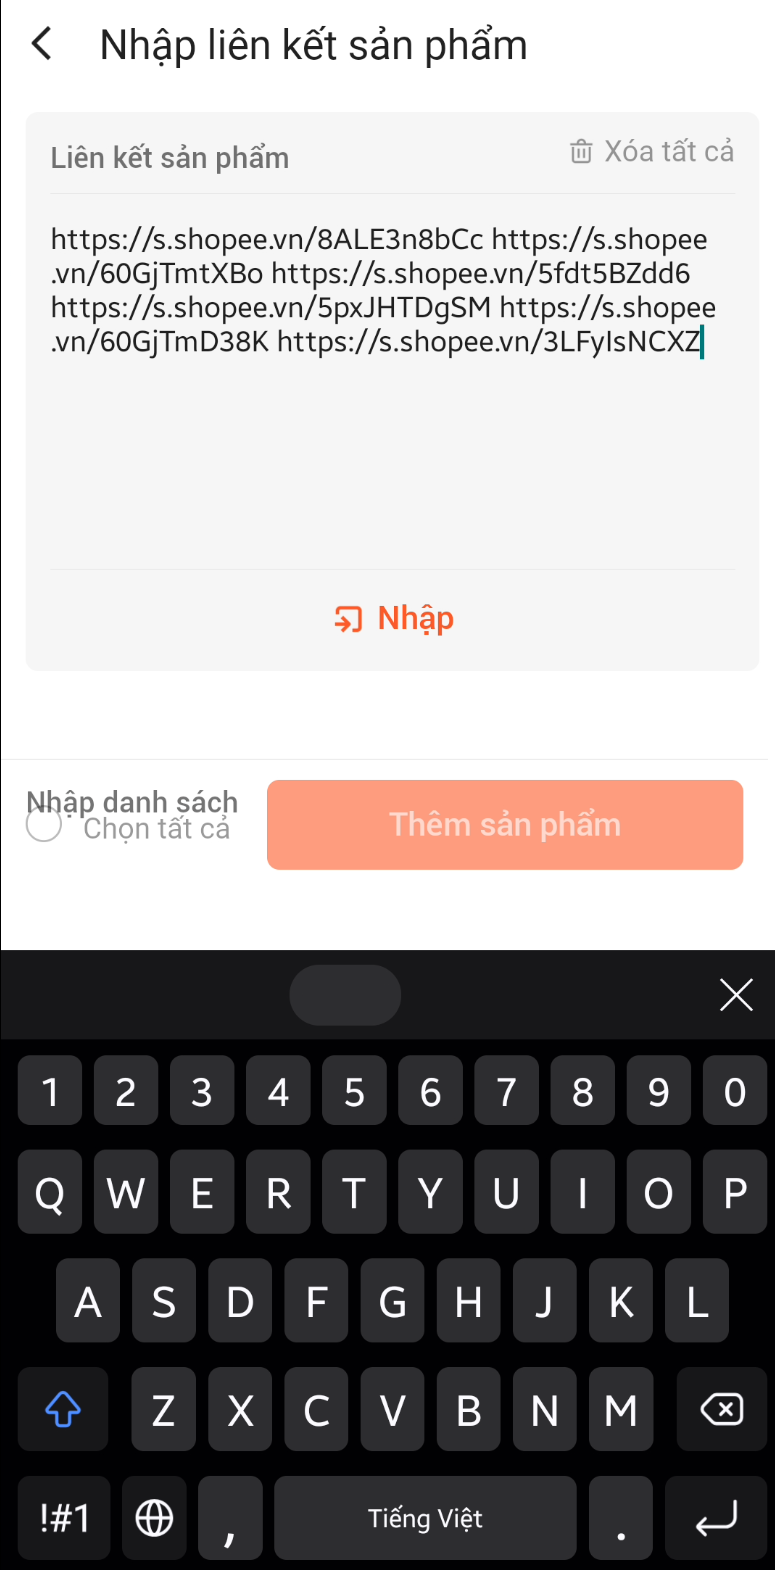 Nhập liên kết sản phẩm
Liên kết sản phẩm
Xóa tất cả
https://s.shopee.vn/8ALE3n8bCc https://s.shopee
.vn/60GjTmtXBo https://s.shopee.vn/5fdt5BZdd6
https://s.shopee.vn/5pxJHTDgSM https://s.shopee
.vn/60GjTmD38K https://s.shopee.vn/3LFyIsNCXZ
Nhập
Nhập danh sách
Chọn tất cả
Thêm sản phẩm
1 2 3 4 5 6 7 8 9 0
Q W E R T Y U I O P
A S D F G H J K L
Z X C V B N M
!#1 , Tiếng Việt .